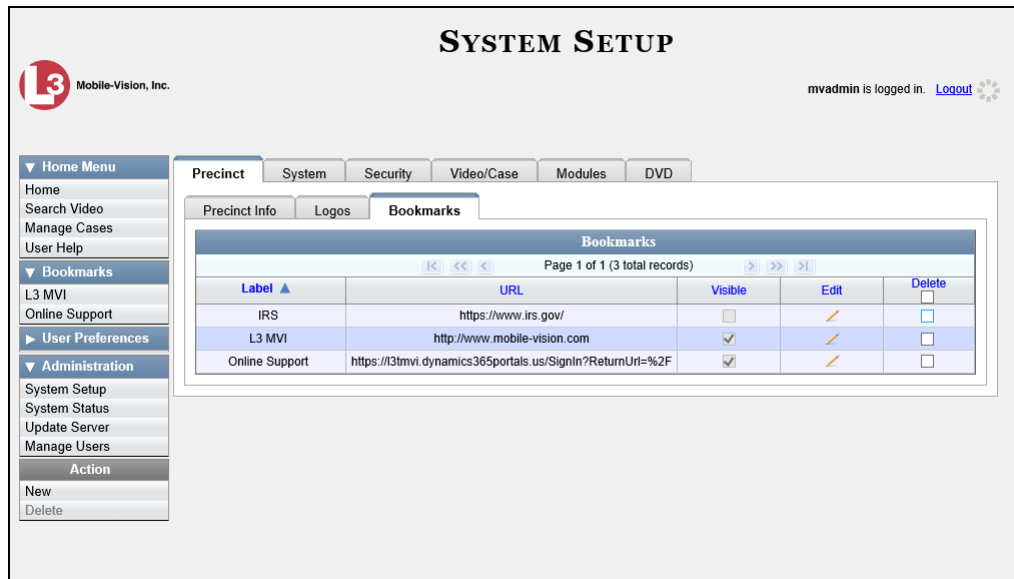 SYSTEM SETUP
L3 Mobile-Vision, Inc.
mvadmin is logged in. Logout
Home Menu
Home
Search Video
Manage Cases
User Help
Bookmarks
L3 MVI
Online Support
User Preferences
Administration
System Setup
System Status
Update Server
Manage Users
Action
New
Delete
Precinct System Security Video/Case Modules DVD
Precinct Info Logos Bookmarks
Bookmarks
Page 1 of 1 (3 total records)
Label URL Visible Edit Delete
IRS https://www.irs.gov/
L3 MVI http://www.mobile-vision.com
Online Support https://l3tmvi.dynamics365portals.us/SignIn?ReturnUrl=%2F